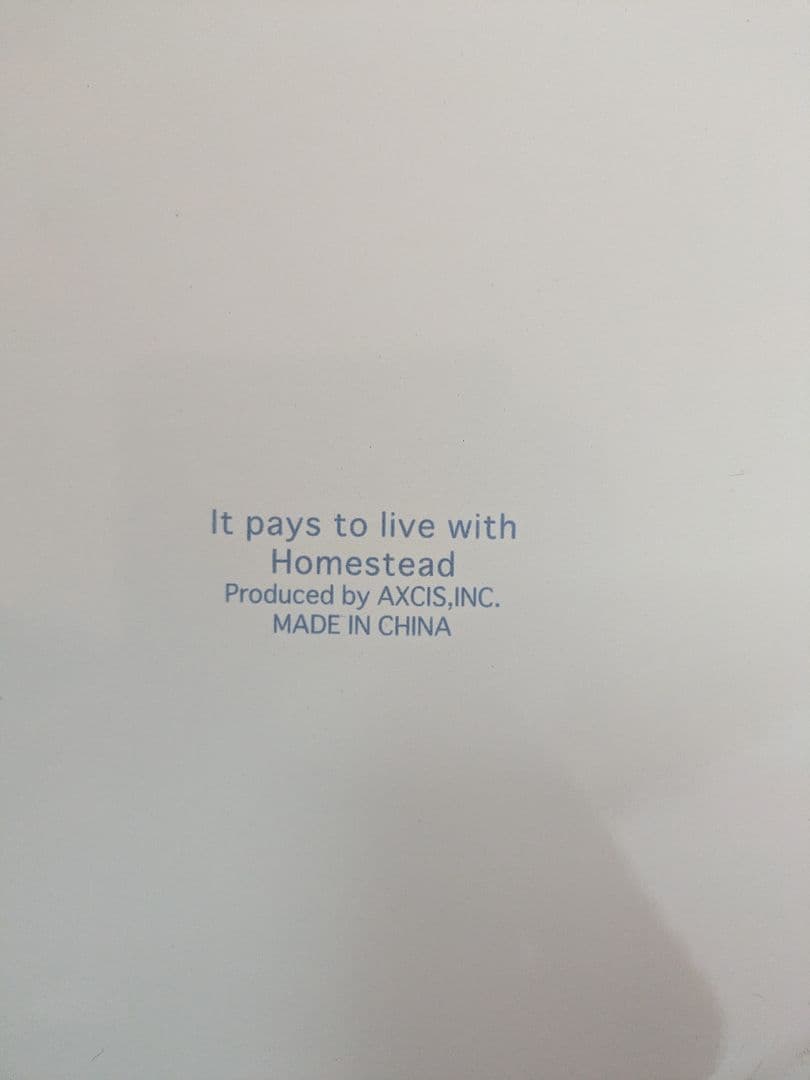 It pays to live with
Homestead
Produced by AXCIS,INC.
MADE IN CHINA